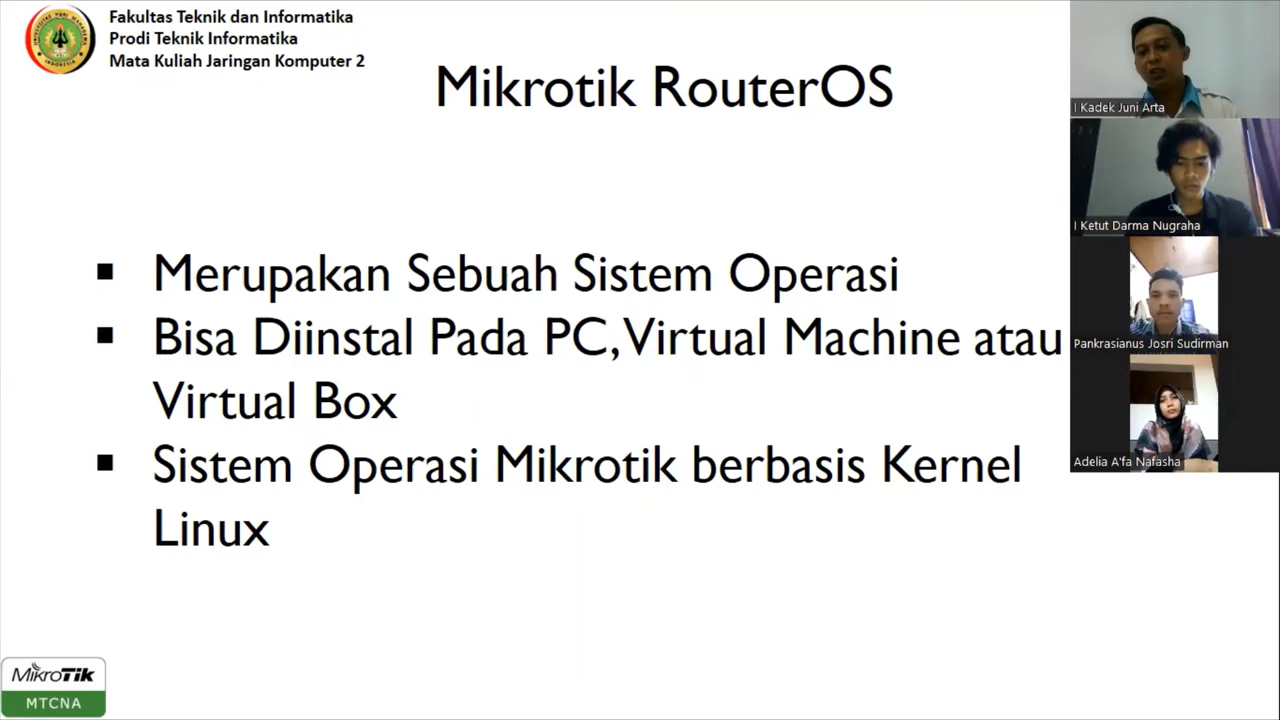 Fakultas Teknik dan Informatika
Prodi Teknik Informatika
Mata Kuliah Jaringan Komputer 2
Mikrotik RouterOS
▪ Merupakan Sebuah Sistem Operasi
▪ Bisa Diinstal Pada PC, Virtual Machine atau
Virtual Box
▪ Sistem Operasi Mikrotik berbasis Kernel
Linux
MikroTik
MTCNA
I Kadek Juni Arta
I Ketut Darma Nugraha
Pankrasianus Josri Sudirman
Adelia A'fa Nafasha